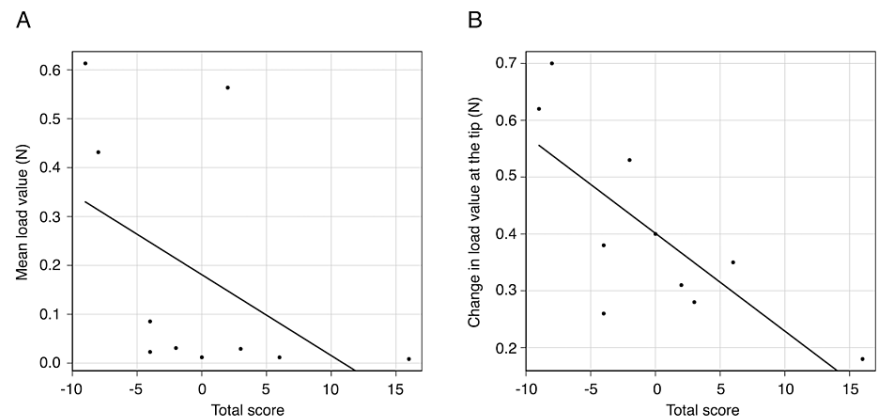 A
Mean load value (N)
0.6
0.5
0.4
0.3
0.2
0.1
0.0
-10 -5 0 5 10 15
Total score
B
Change in load value at the tip (N)
0.7
0.6
0.5
0.4
0.3
0.2
-10 -5 0 5 10 15
Total score